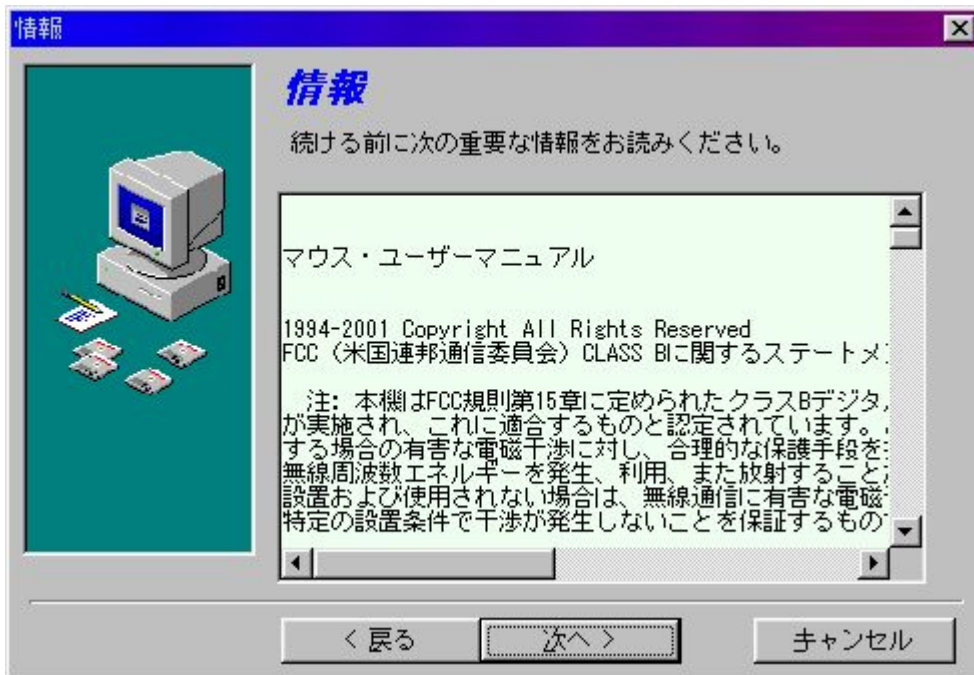 情報
情報
続ける前に次の重要な情報をお読みください。
マウス・ユーザーマニュアル
1994-2001 Copyright All Rights Reserved
FCC（米国連邦通信委員会）CLASS Bに関するステートメ
注: 本機はFCC規則第15章に定められたクラスBデジタ
が実施され、これに適合するものと認定されています。
する場合の有害な電磁干渉に対し、合理的な保護手段を
無線周波数エネルギーを発生、利用、また放射すること
設置および使用されない場合は、無線通信に有害な電磁
特定の設置条件で干渉が発生しないことを保証するもの
< 戻る
次へ >
キャンセル